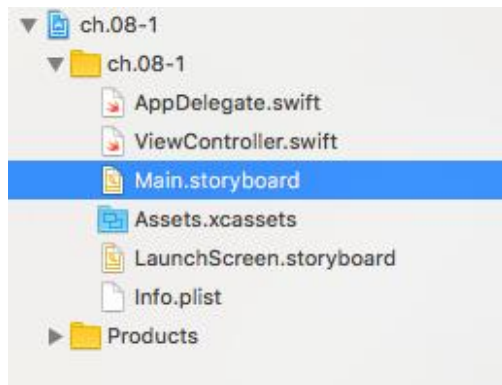 ch.08-1
ch.08-1
AppDelegate.swift
ViewController.swift
Main.storyboard
Assets.xcassets
LaunchScreen.storyboard
Info.plist
Products